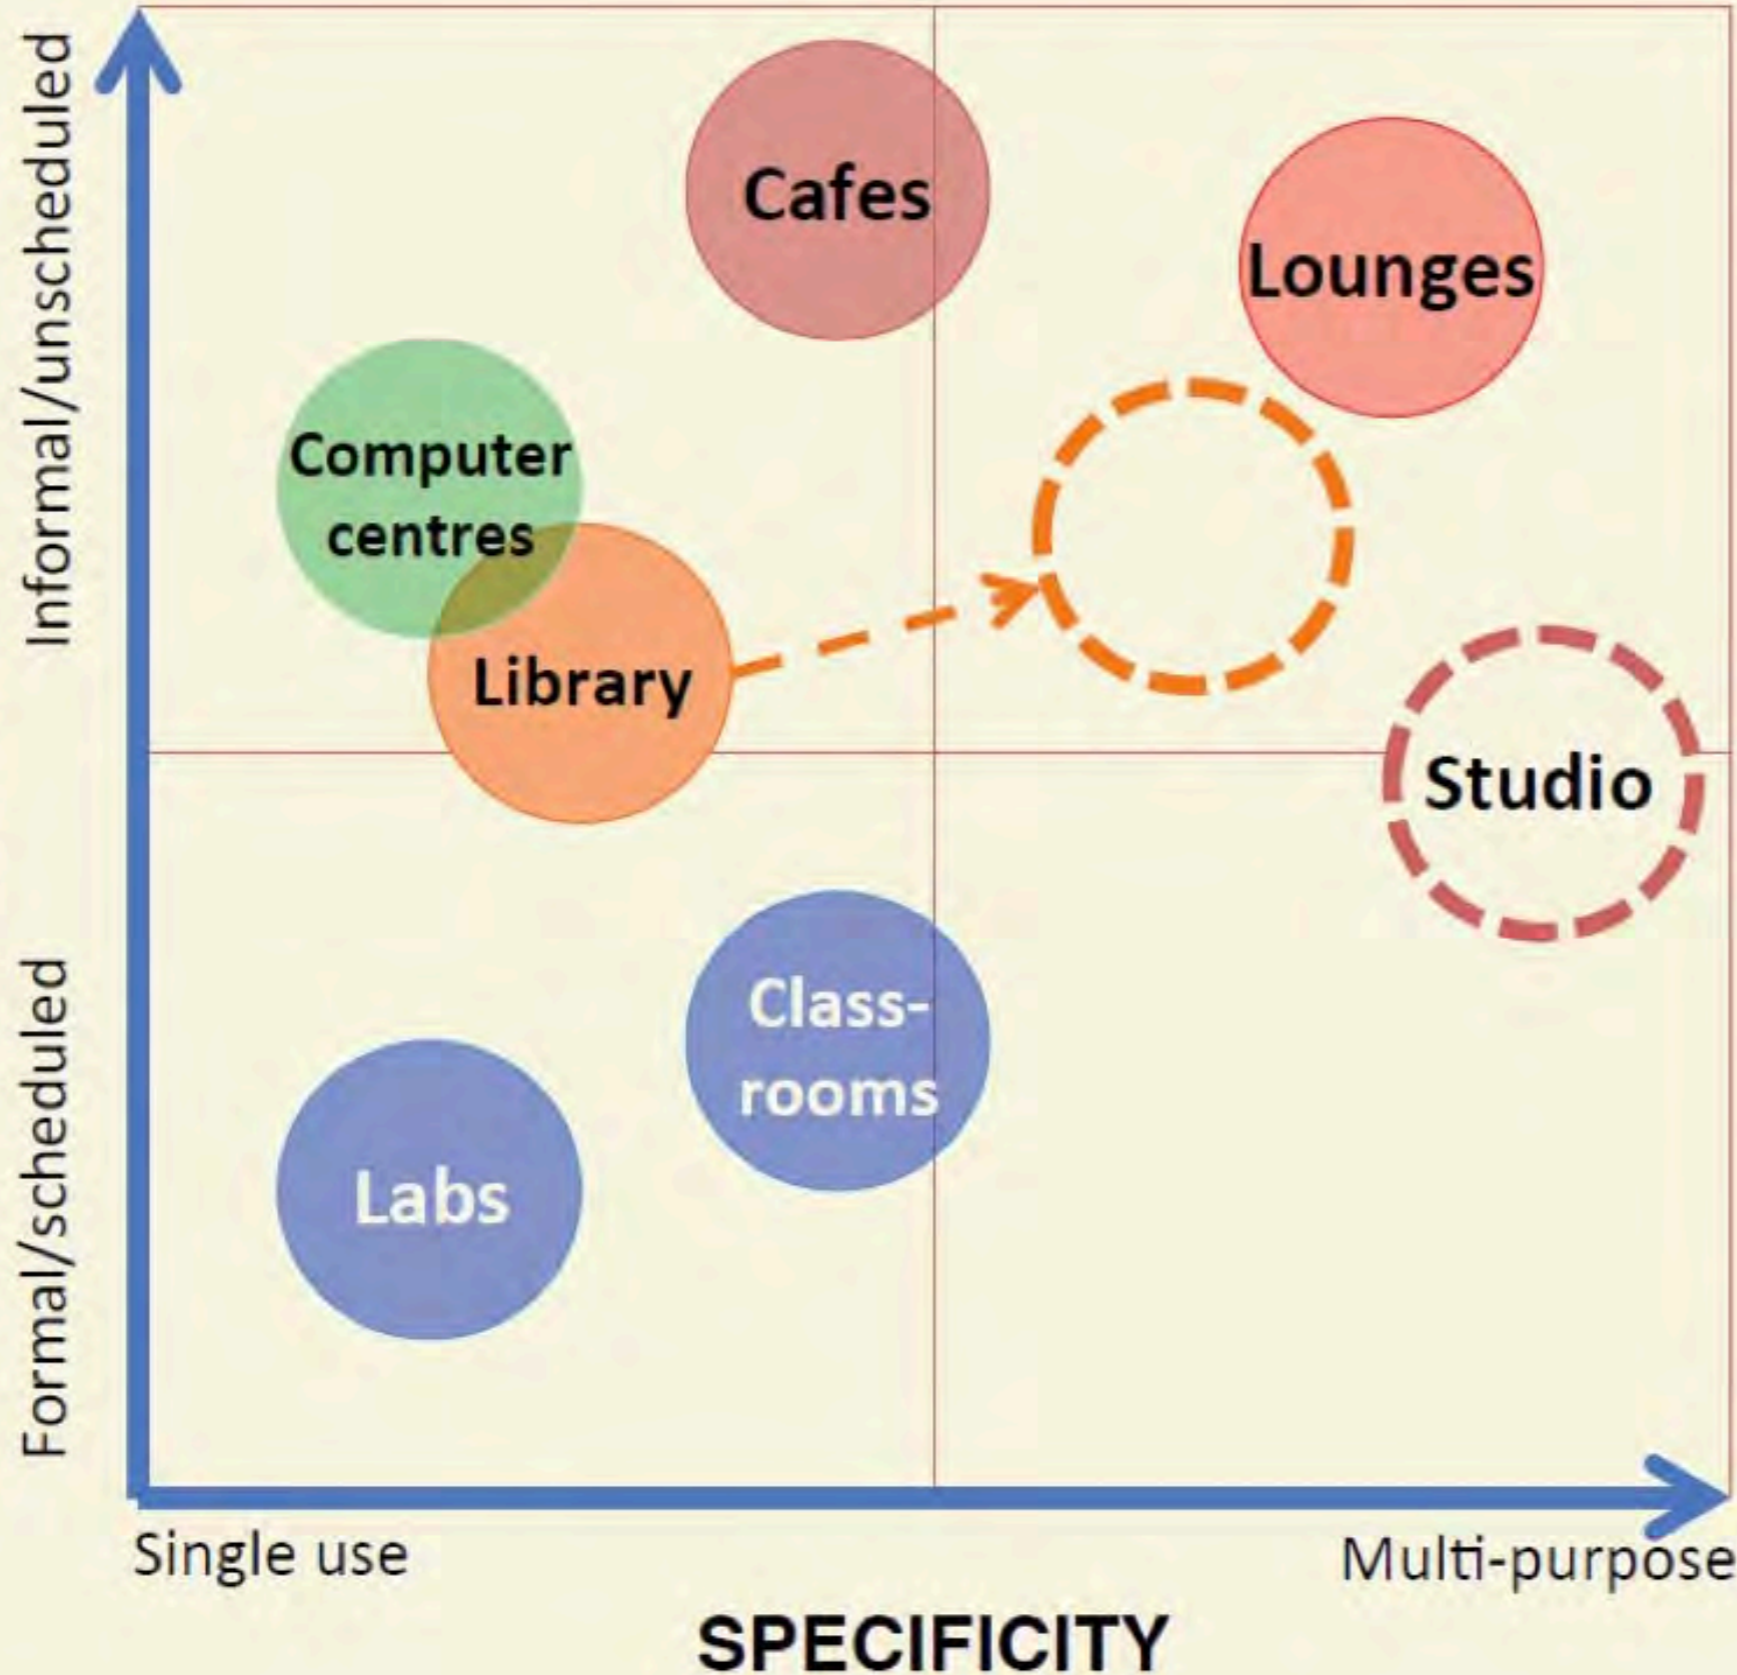 Informal/unscheduled
Formal/scheduled
Cafes
Lounges
Computer
centres
Library
Studio
Class-
rooms
Labs
Single use
Multi-purpose
SPECIFICITY